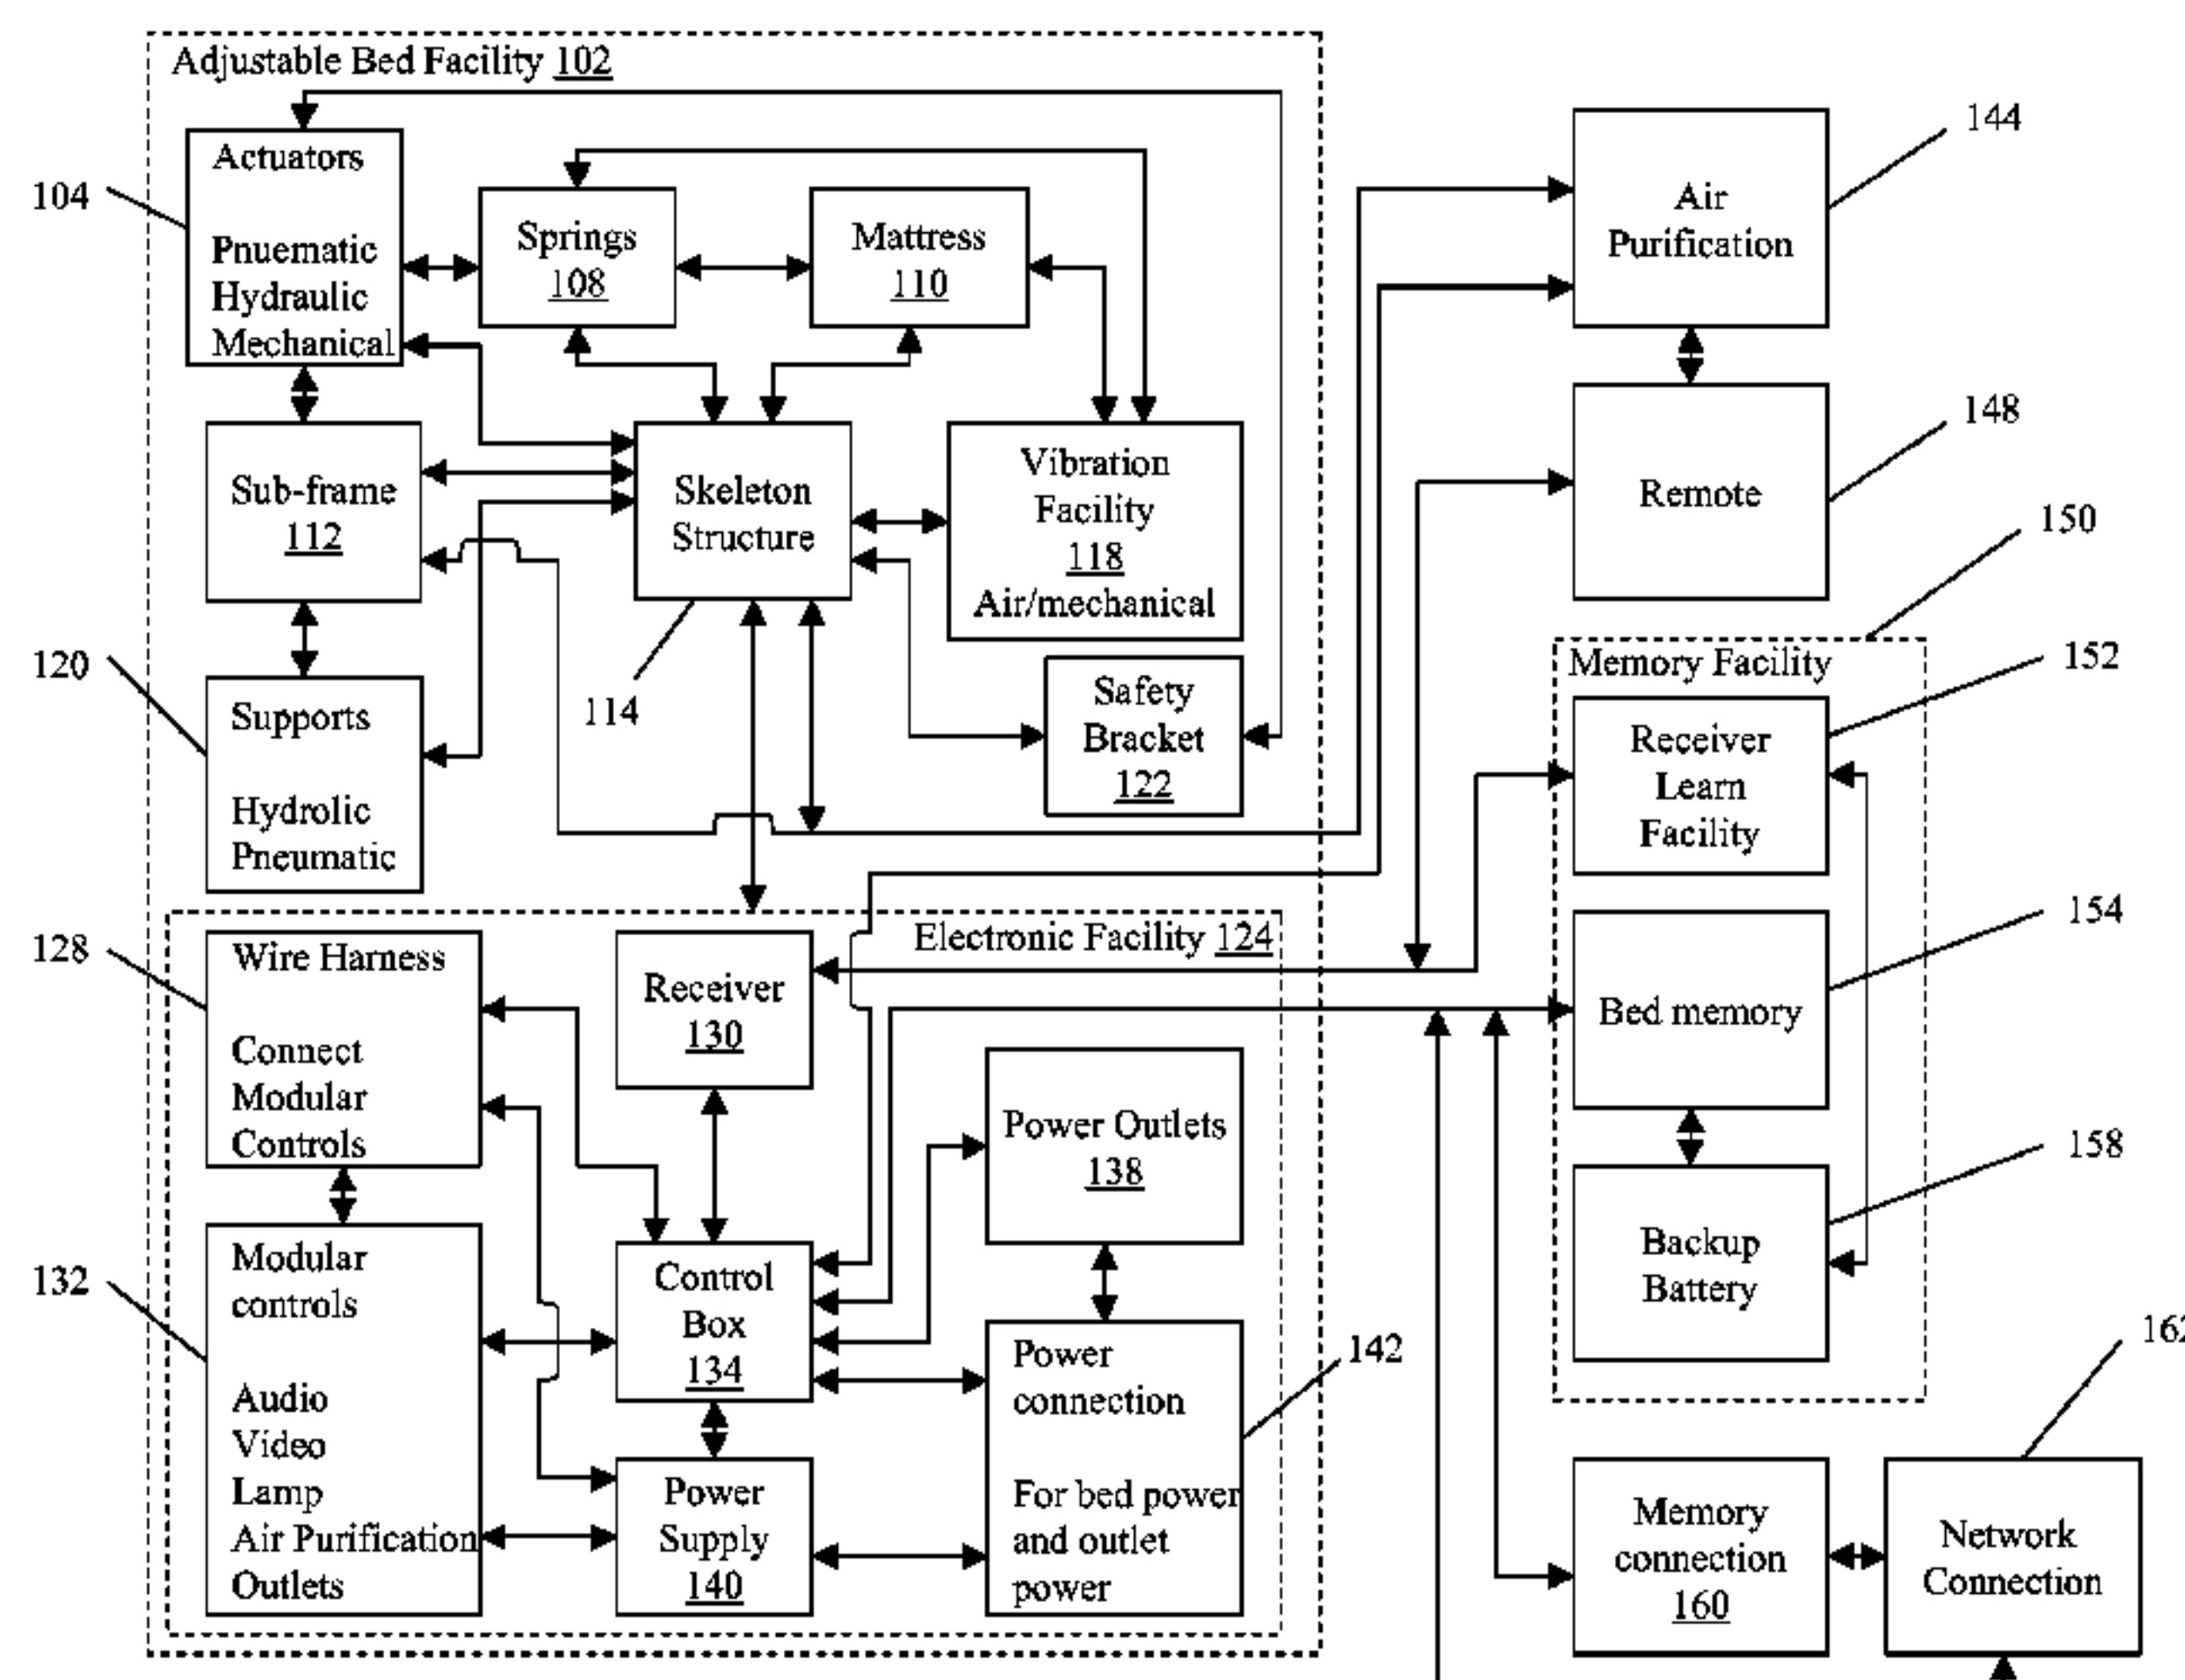 Adjustable Bed Facility 102
Actuators
Pnuematic
Hydraulic
Mechanical
104
Springs
108
Mattress
110
Sub-frame
112
Skeleton
Structure
114
Vibration
Facility
118
Air/mechanical
Supports
Hydrolic
Pneumatic
120
Safety
Bracket
122
Electronic Facility 124
Wire Harness
Connect
Modular
Controls
128
Receiver
130
Modular
controls
Audio
Video
Lamp
Air Purification
Outlets
132
Control
Box
134
Power Outlets
138
Power
Supply
140
Power
connection
For bed power
and outlet
power
142
Air
Purification
144
Remote
148
150
Memory Facility
Receiver
Learn
Facility
152
Bed memory
154
Backup
Battery
158
Memory
connection
160
Network
Connection
162